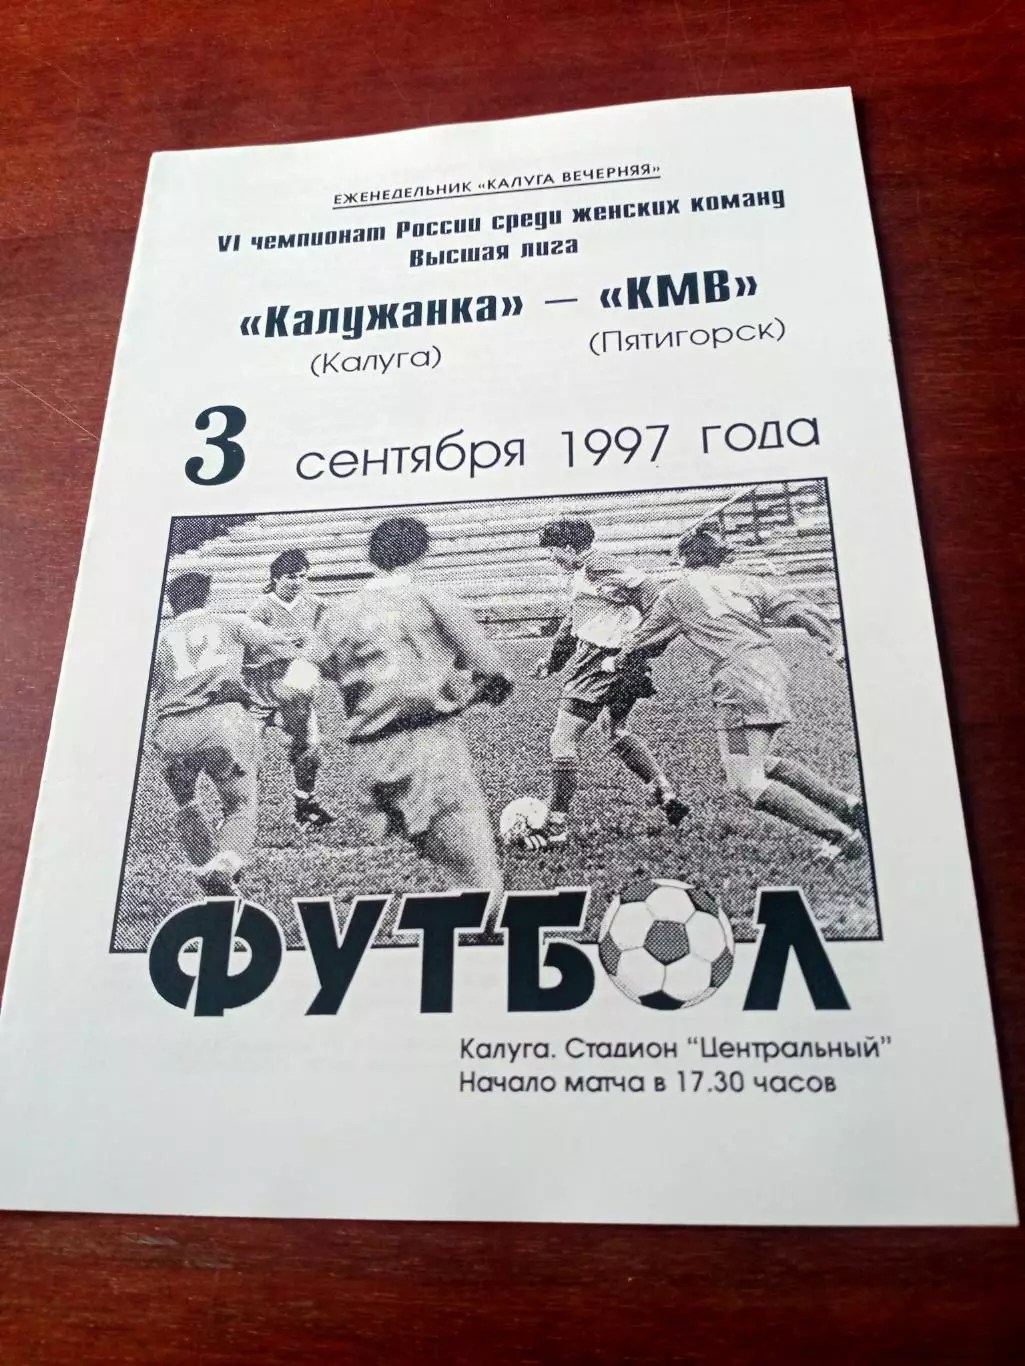 ЕЖЕНЕДЕЛЬНИК «КАЛУГА ВЕЧЕРНЯЯ»
VI чемпионат России среди женских команд
Высшая лига
«Калужанка» — «КМВ»
(Калуга) (Пятигорск)
3 сентября 1997 года
12
ФУТБОЛ
Калуга. Стадион "Центральный"
Начало матча в 17.30 часов